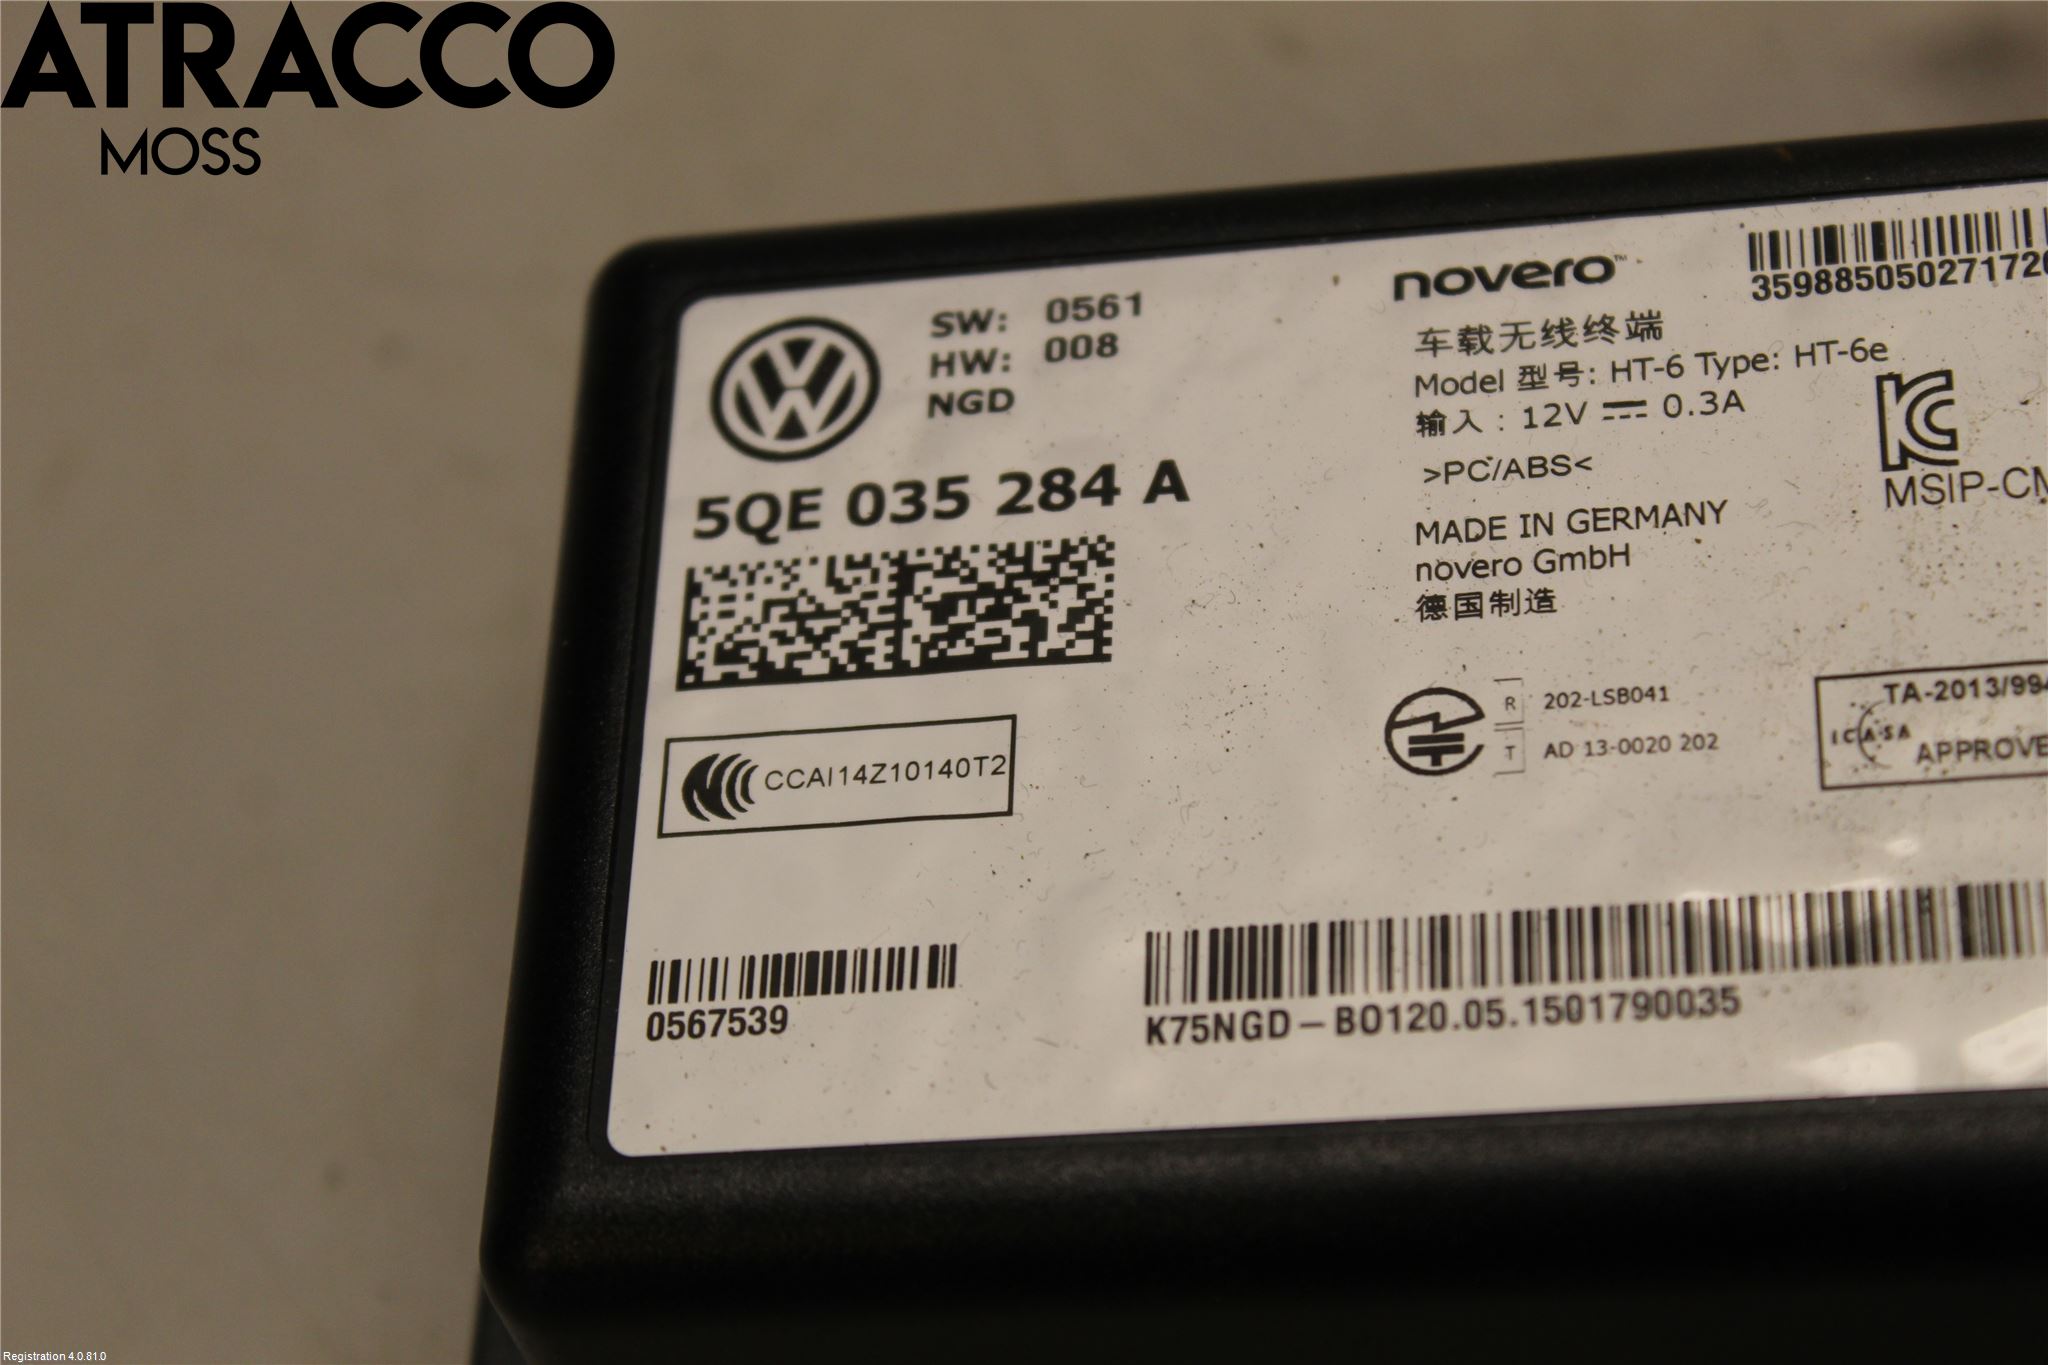 ATRACCO
MOSS
SW: 0561
HW: 008
NGD
5QE 035 284 A
CCAI14Z10140T2
0567539
novero™
车载无线终端
Model 型号: HT-6 Type: HT-6e
输入 : 12V 0.3A
>PC/ABS<
MADE IN GERMANY
novero GmbH
德国制造
R 202-LSB041
T AD 13-0020 202
K75NGD-B0120.05.1501790035
35988505027172
MSIP-CM
TA-2013/994
ICASA
APPROVE
Registration 4.0.81.0